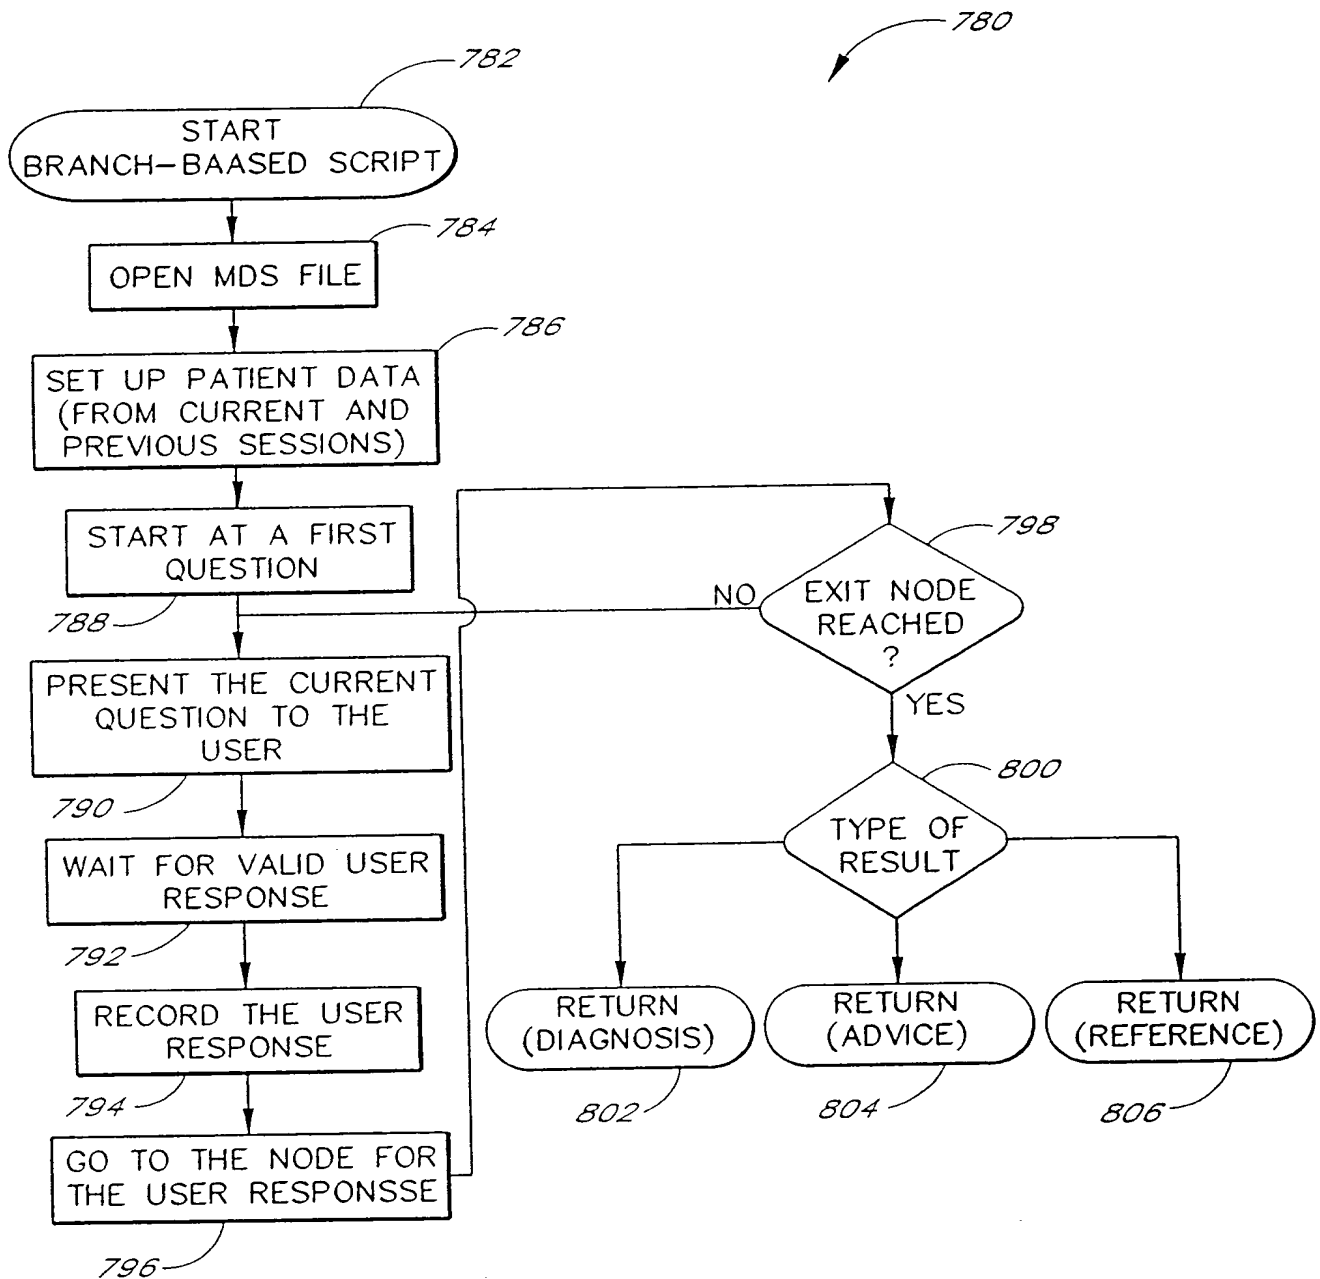 780
782
START
BRANCH-BAASED SCRIPT
784
OPEN MDS FILE
786
SET UP PATIENT DATA
(FROM CURRENT AND
PREVIOUS SESSIONS)
START AT A FIRST
QUESTION
788
798
EXIT NODE
REACHED
?
NO
YES
PRESENT THE CURRENT
QUESTION TO THE
USER
790
800
TYPE OF
RESULT
WAIT FOR VALID USER
RESPONSE
792
RECORD THE USER
RESPONSE
794
RETURN
(DIAGNOSIS)
802
RETURN
(ADVICE)
804
RETURN
(REFERENCE)
806
GO TO THE NODE FOR
THE USER RESPONSSE
796